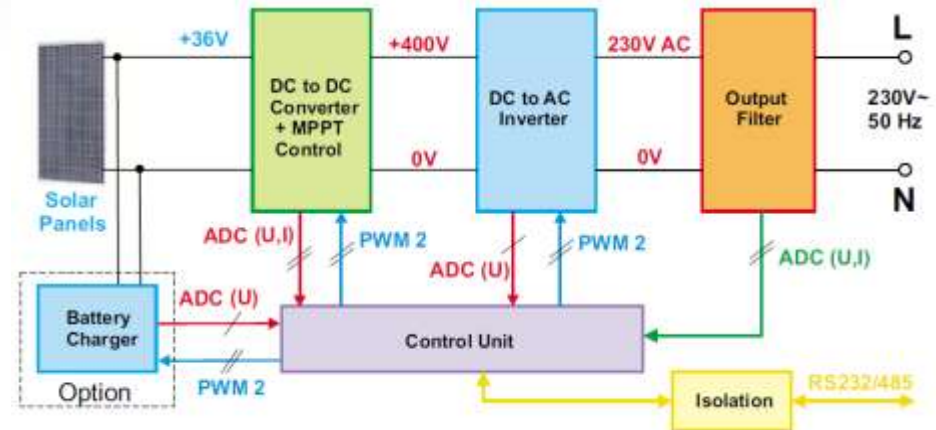 +36V
DC to DC
Converter
+ MPPT
Control
+400V
DC to AC
Inverter
230V AC
Output
Filter
L
230V~
50 Hz
0V
0V
N
Solar
Panels
ADC (U,I)
PWM 2
ADC (U)
PWM 2
ADC (U,I)
Battery
Charger
ADC (U)
PWM 2
Option
Control Unit
Isolation
RS232/485